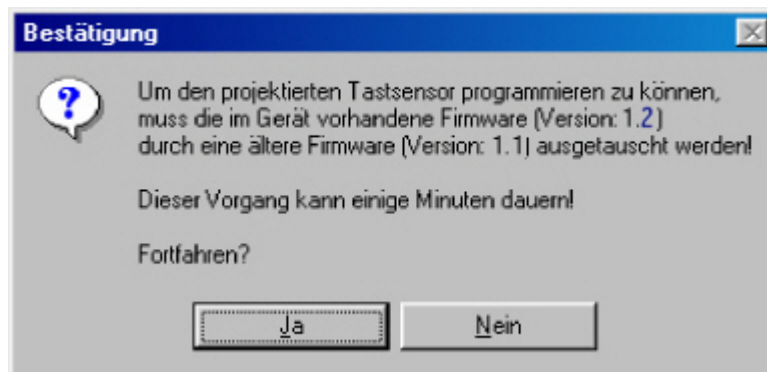 Bestätigung
Um den projektierten Tastsensor programmieren zu können,
muss die im Gerät vorhandene Firmware (Version: 1.2)
durch eine ältere Firmware (Version: 1.1) ausgetauscht werden!
Dieser Vorgang kann einige Minuten dauern!
Fortfahren?
Ja
Nein